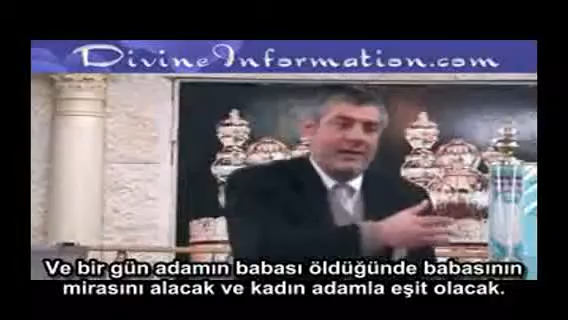 DivineInformation.com
Ve bir gün adamın babası öldüğünde babasının
mirasını alacak ve kadın adamla eşit olacak.